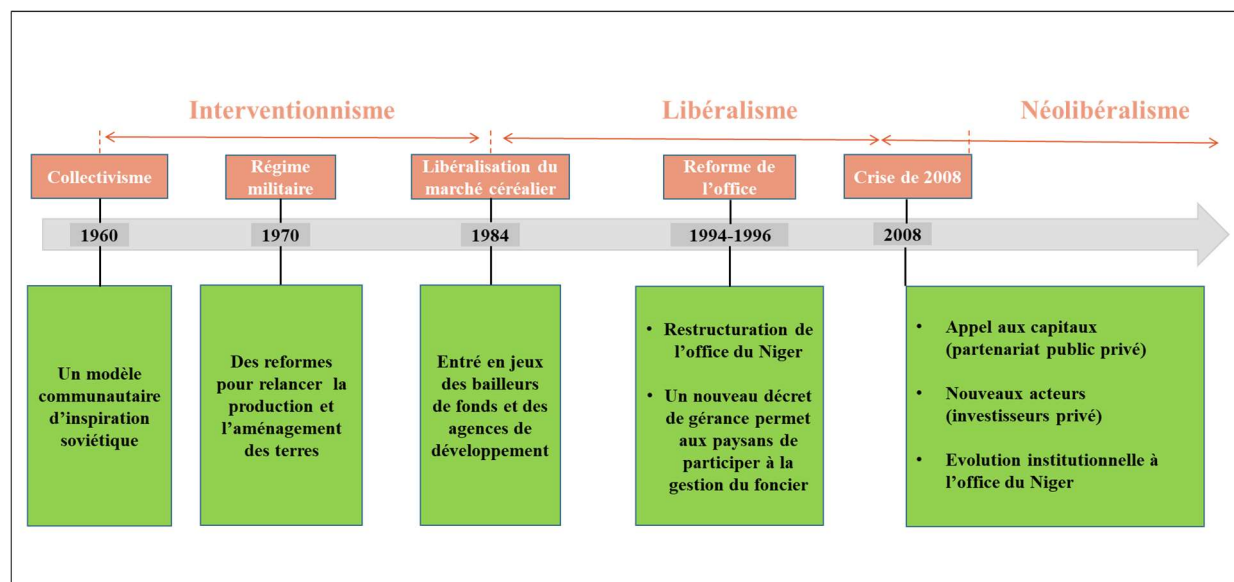 Interventionnisme
Libéralisme
Néolibéralisme
Collectivisme
Régime
militaire
Libéralisation du
marché céréalier
Reforme de
l'office
Crise de 2008
1960
1970
1984
1994-1996
2008
Un modèle
communautaire
d'inspiration
soviétique
Des reformes
pour relancer la
production et
l'aménagement
des terres
Entré en jeux
des bailleurs
de fonds et des
agences de
développement
• Restructuration de
l'office du Niger
• Un nouveau décret
de gérance permet
aux paysans de
participer à la
gestion du foncier
• Appel aux capitaux
(partenariat public privé)
• Nouveaux acteurs
(investisseurs privé)
• Evolution institutionnelle à
l'office du Niger